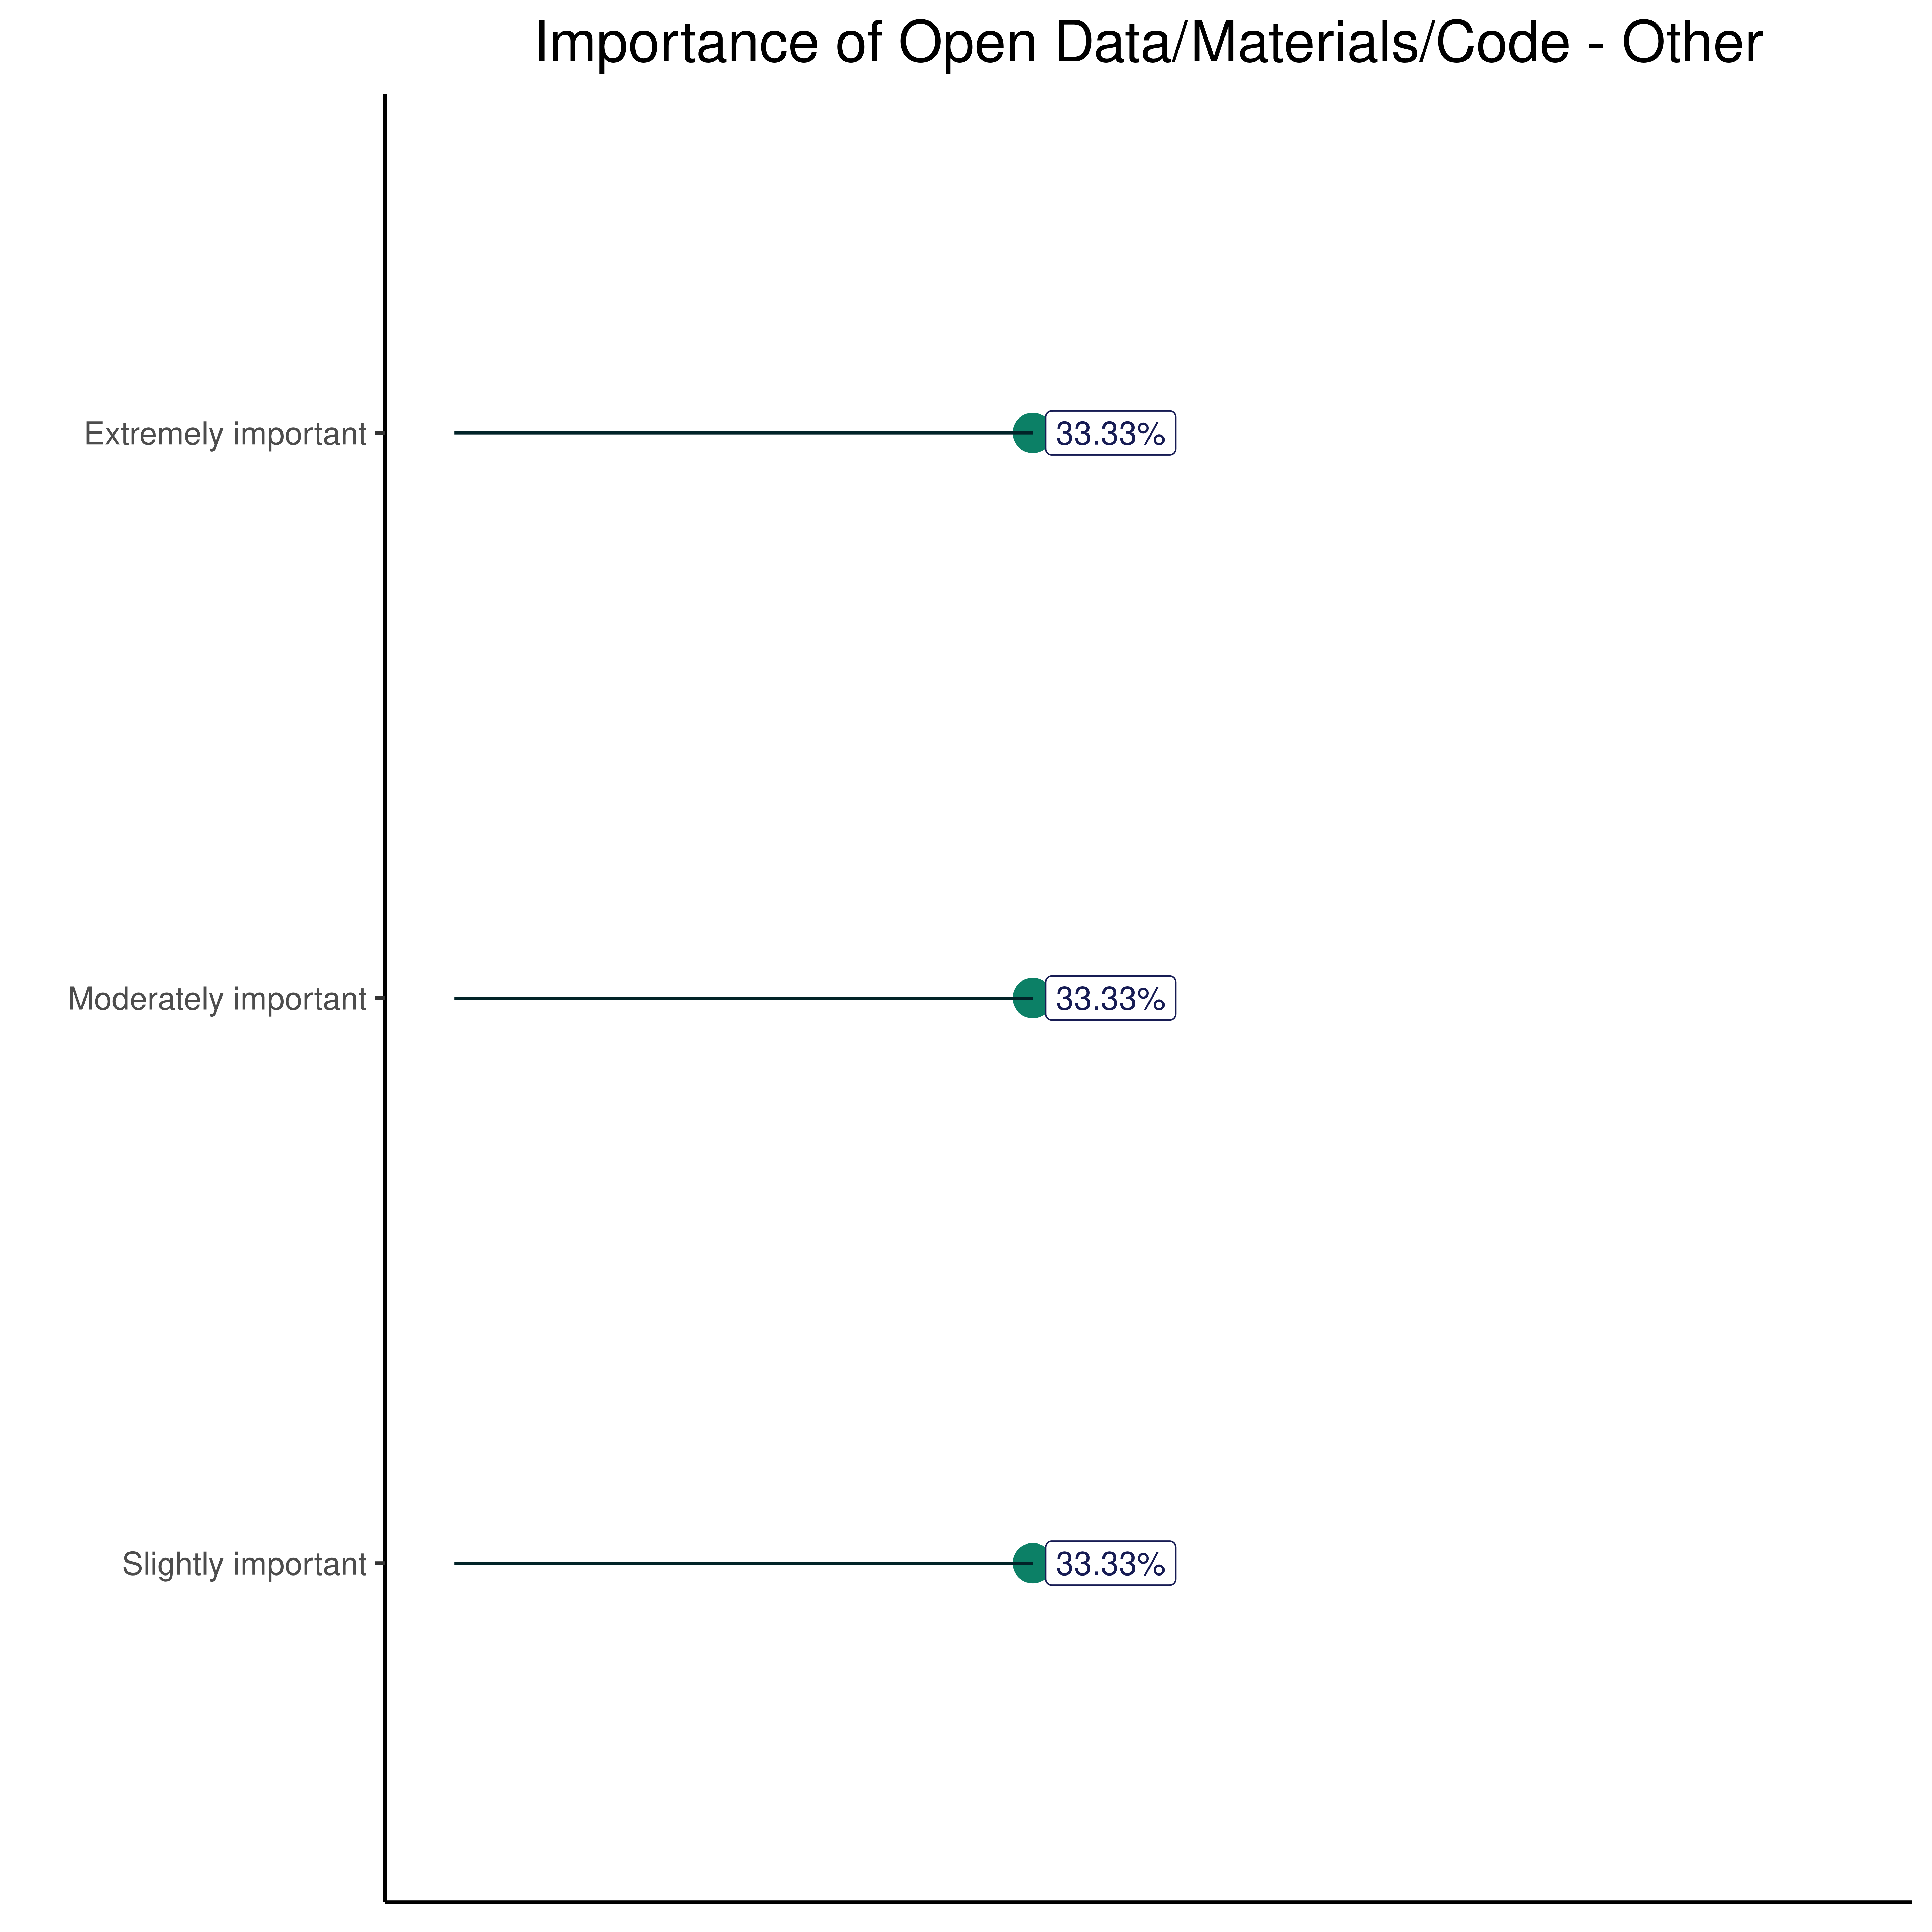 Importance of Open Data/Materials/Code - Other
Extremely important
33.33%
Moderately important
33.33%
Slightly important
33.33%